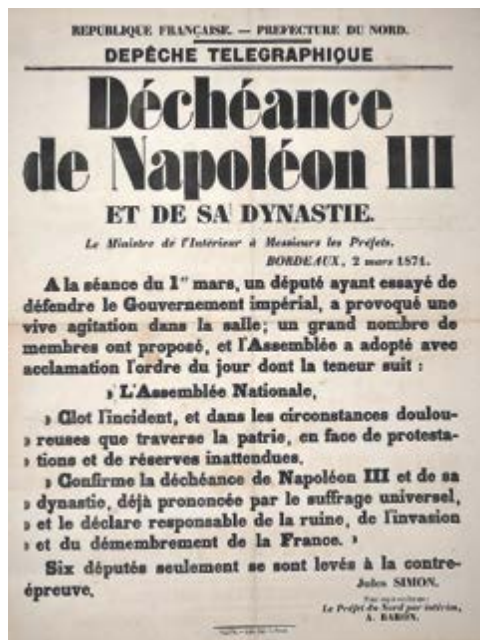 REPUBLIQUE FRANÇAISE. — PREFECTURE DU NORD.
DEPÊCHE TELEGRAPHIQUE
Déchéance
de Napoléon III
ET DE SA DYNASTIE.
Le Ministre de l'Intérieur à Messieurs les Préfets.
BORDEAUX, 2 mars 1871.
A la séance du 1er mars, un député ayant essayé de
défendre le Gouvernement impérial, a provoqué une
vive agitation dans la salle; un grand nombre de
membres ont proposé, et l'Assemblée a adopté avec
acclamation l'ordre du jour dont la teneur suit :
» L'Assemblée Nationale,
» Clot l'incident, et dans les circonstances doulou-
» reuses que traverse la patrie, en face de protesta-
» tions et de réserves inattendues,
» Confirme la déchéance de Napoléon III et de sa
» dynastie, déjà prononcée par le suffrage universel,
» et le déclare responsable de la ruine, de l'invasion
» et du démembrement de la France. »
Six députés seulement se sont levés à la contre-
épreuve.
Jules SIMON.
Le Préfet du Nord par intérim,
A. BARON.